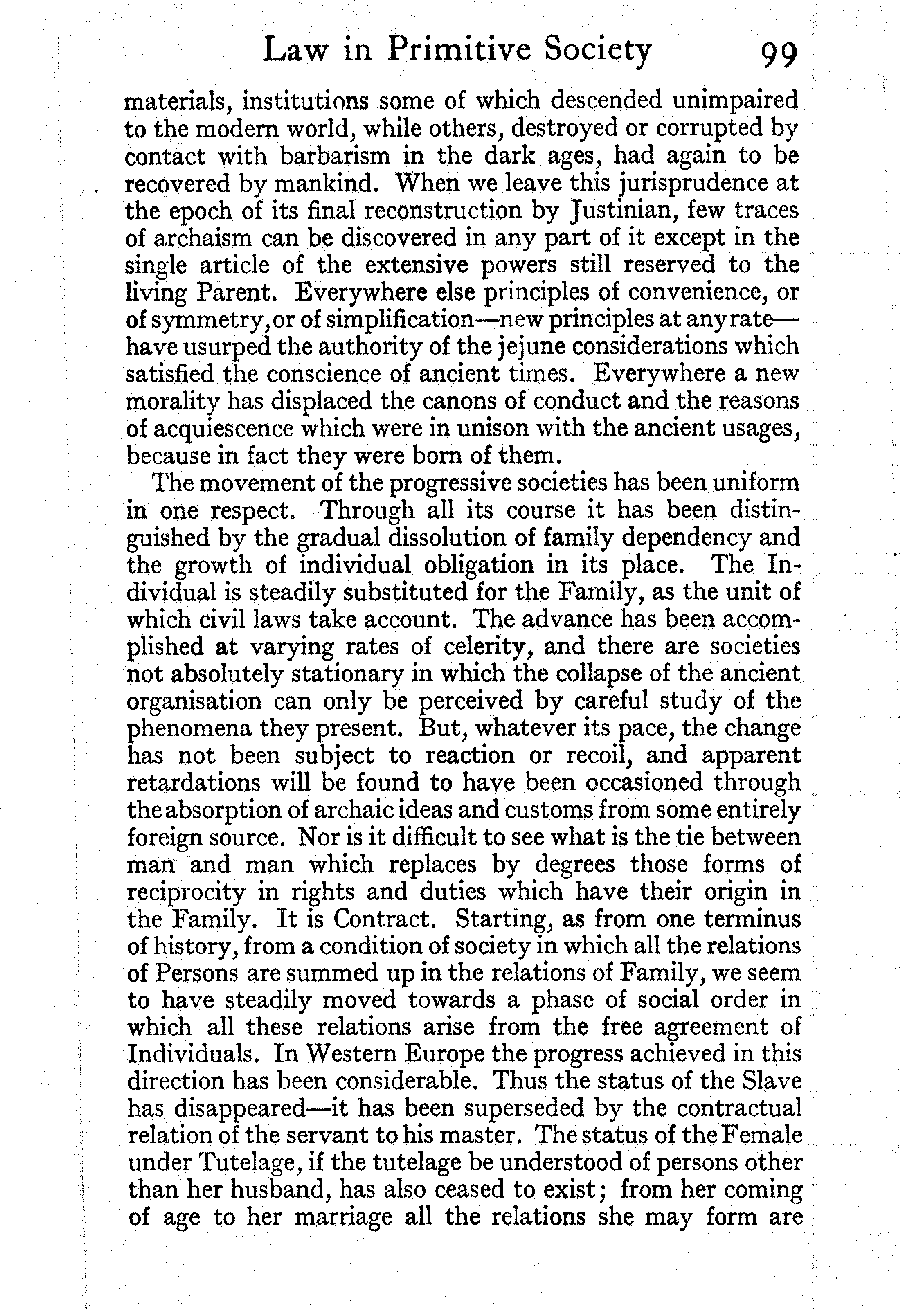 Law in Primitive Society 99
materials, institutions some of which descended unimpaired
to the modern world, while others, destroyed or corrupted by
contact with barbarism in the dark ages, had again to be
recovered by mankind. When we leave this jurisprudence at
the epoch of its final reconstruction by Justinian, few traces
of archaism can be discovered in any part of it except in the
single article of the extensive powers still reserved to the
living Parent. Everywhere else principles of convenience, or
of symmetry, or of simplification—new principles at any rate—
have usurped the authority of the jejune considerations which
satisfied the conscience of ancient times. Everywhere a new
morality has displaced the canons of conduct and the reasons
of acquiescence which were in unison with the ancient usages,
because in fact they were born of them.
The movement of the progressive societies has been uniform
in one respect. Through all its course it has been distin-
guished by the gradual dissolution of family dependency and
the growth of individual obligation in its place. The In-
dividual is steadily substituted for the Family, as the unit of
which civil laws take account. The advance has been accom-
plished at varying rates of celerity, and there are societies
not absolutely stationary in which the collapse of the ancient
organisation can only be perceived by careful study of the
phenomena they present. But, whatever its pace, the change
has not been subject to reaction or recoil, and apparent
retardations will be found to have been occasioned through
the absorption of archaic ideas and customs from some entirely
foreign source. Nor is it difficult to see what is the tie between
man and man which replaces by degrees those forms of
reciprocity in rights and duties which have their origin in
the Family. It is Contract. Starting, as from one terminus
of history, from a condition of society in which all the relations
of Persons are summed up in the relations of Family, we seem
to have steadily moved towards a phase of social order in
which all these relations arise from the free agreement of
Individuals. In Western Europe the progress achieved in this
direction has been considerable. Thus the status of the Slave
has disappeared—it has been superseded by the contractual
relation of the servant to his master. The status of the Female
under Tutelage, if the tutelage be understood of persons other
than her husband, has also ceased to exist; from her coming
of age to her marriage all the relations she may form are